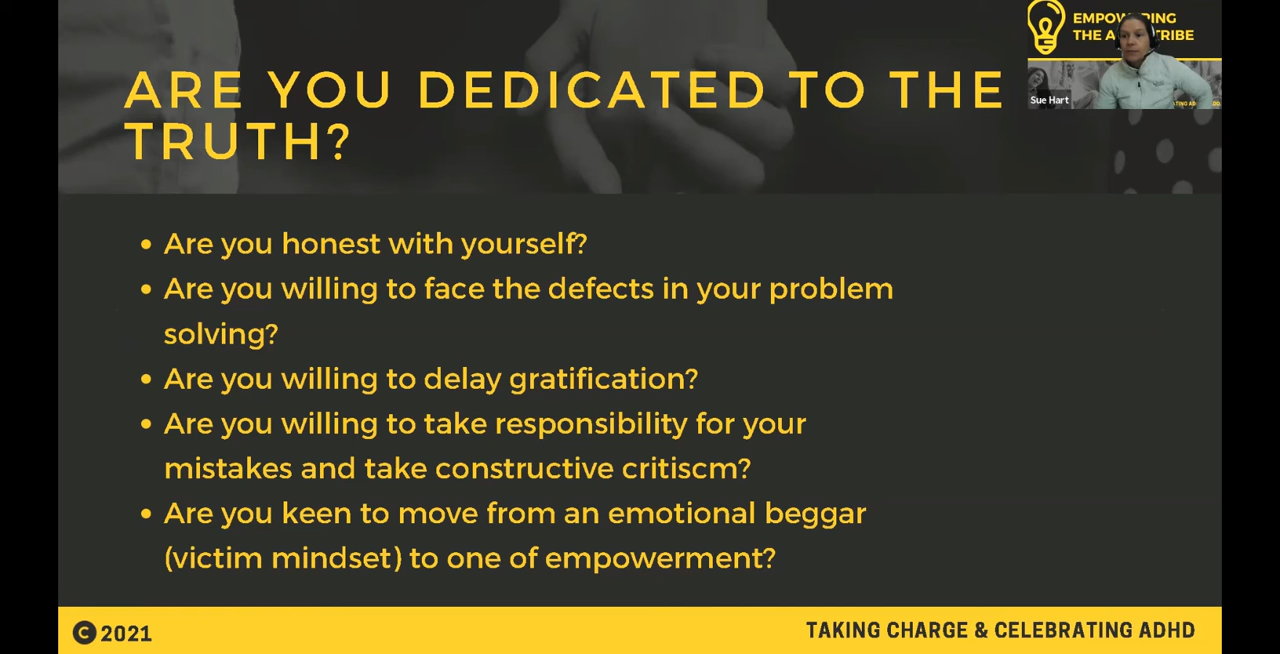 EMPOWERING
THE TRIBE
Sue Hart
ARE YOU DEDICATED TO THE
TRUTH?
• Are you honest with yourself?
• Are you willing to face the defects in your problem
solving?
• Are you willing to delay gratification?
• Are you willing to take responsibility for your
mistakes and take constructive critiscm?
• Are you keen to move from an emotional beggar
(victim mindset) to one of empowerment?
© 2021
TAKING CHARGE & CELEBRATING ADHD